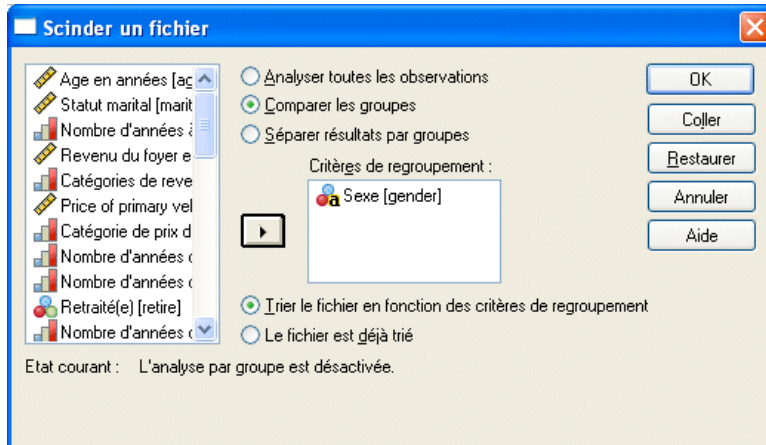 Scinder un fichier
Age en années [ag
Statut marital [marit
Nombre d'années à
Revenu du foyer e
Catégories de reve
Price of primary vel
Catégorie de prix d
Nombre d'années c
Nombre d'années c
Retraité(e) [retire]
Nombre d'années c
Analyser toutes les observations
Comparer les groupes
Séparer résultats par groupes
Critères de regroupement :
a Sexe [gender]
Trier le fichier en fonction des critères de regroupement
Le fichier est déjà trié
OK
Coller
Restaurer
Annuler
Aide
Etat courant : L'analyse par groupe est désactivée.